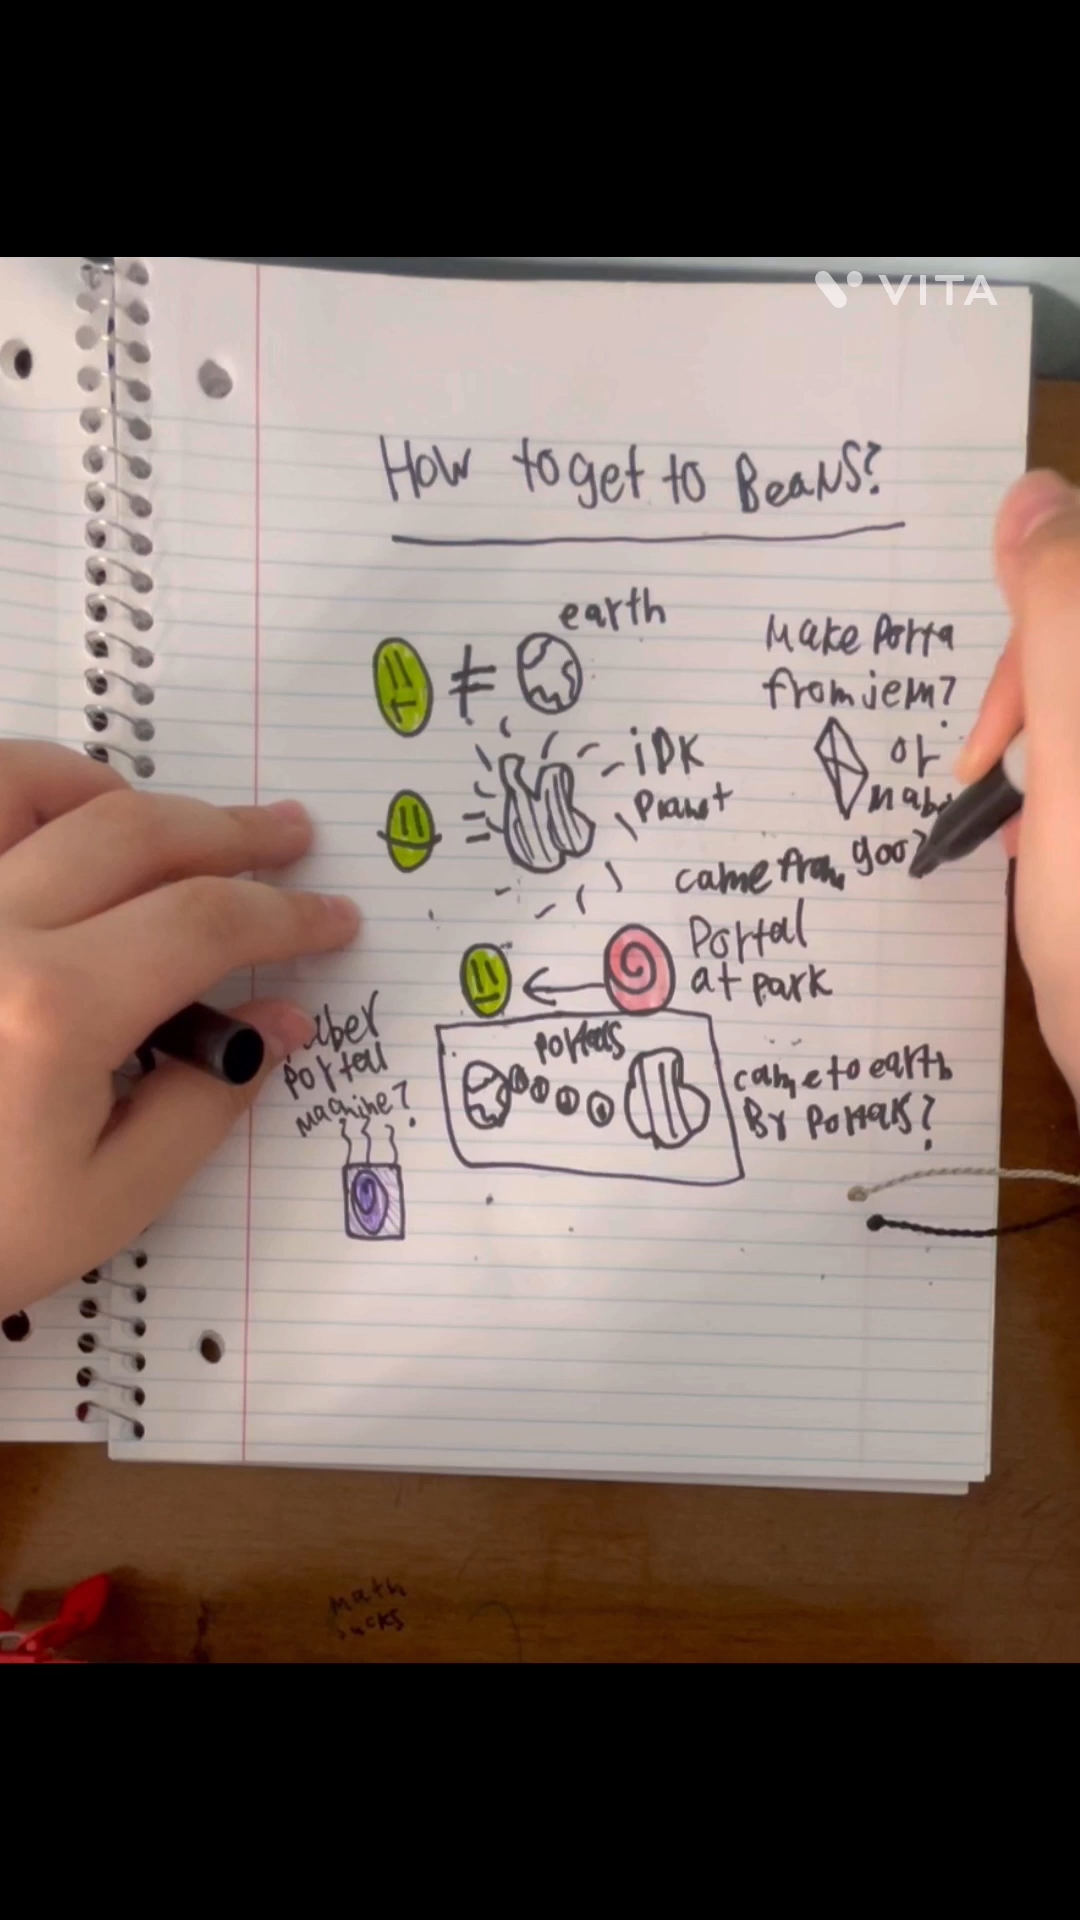 VITA
How to get to BeaNS?
earth
Make Porta
from jem?
or
iDK
Planet
goo?
came from
Portal
at park
Portal
machine?
Portals
came to earth
By Portals?
math
sucks